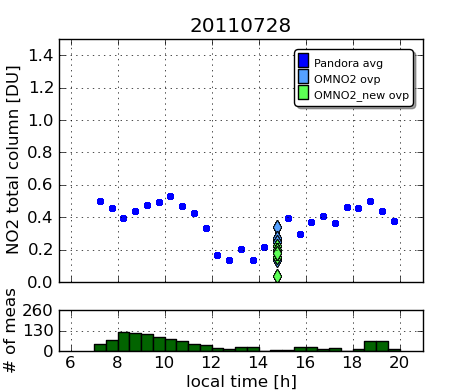 20110728
NO2 total column [DU]
1.4
1.2
1.0
0.8
0.6
0.4
0.2
0.0
Pandora avg
OMNO2 ovp
OMNO2_new ovp
# of meas
260
130
0
6 8 10 12 14 16 18 20
local time [h]